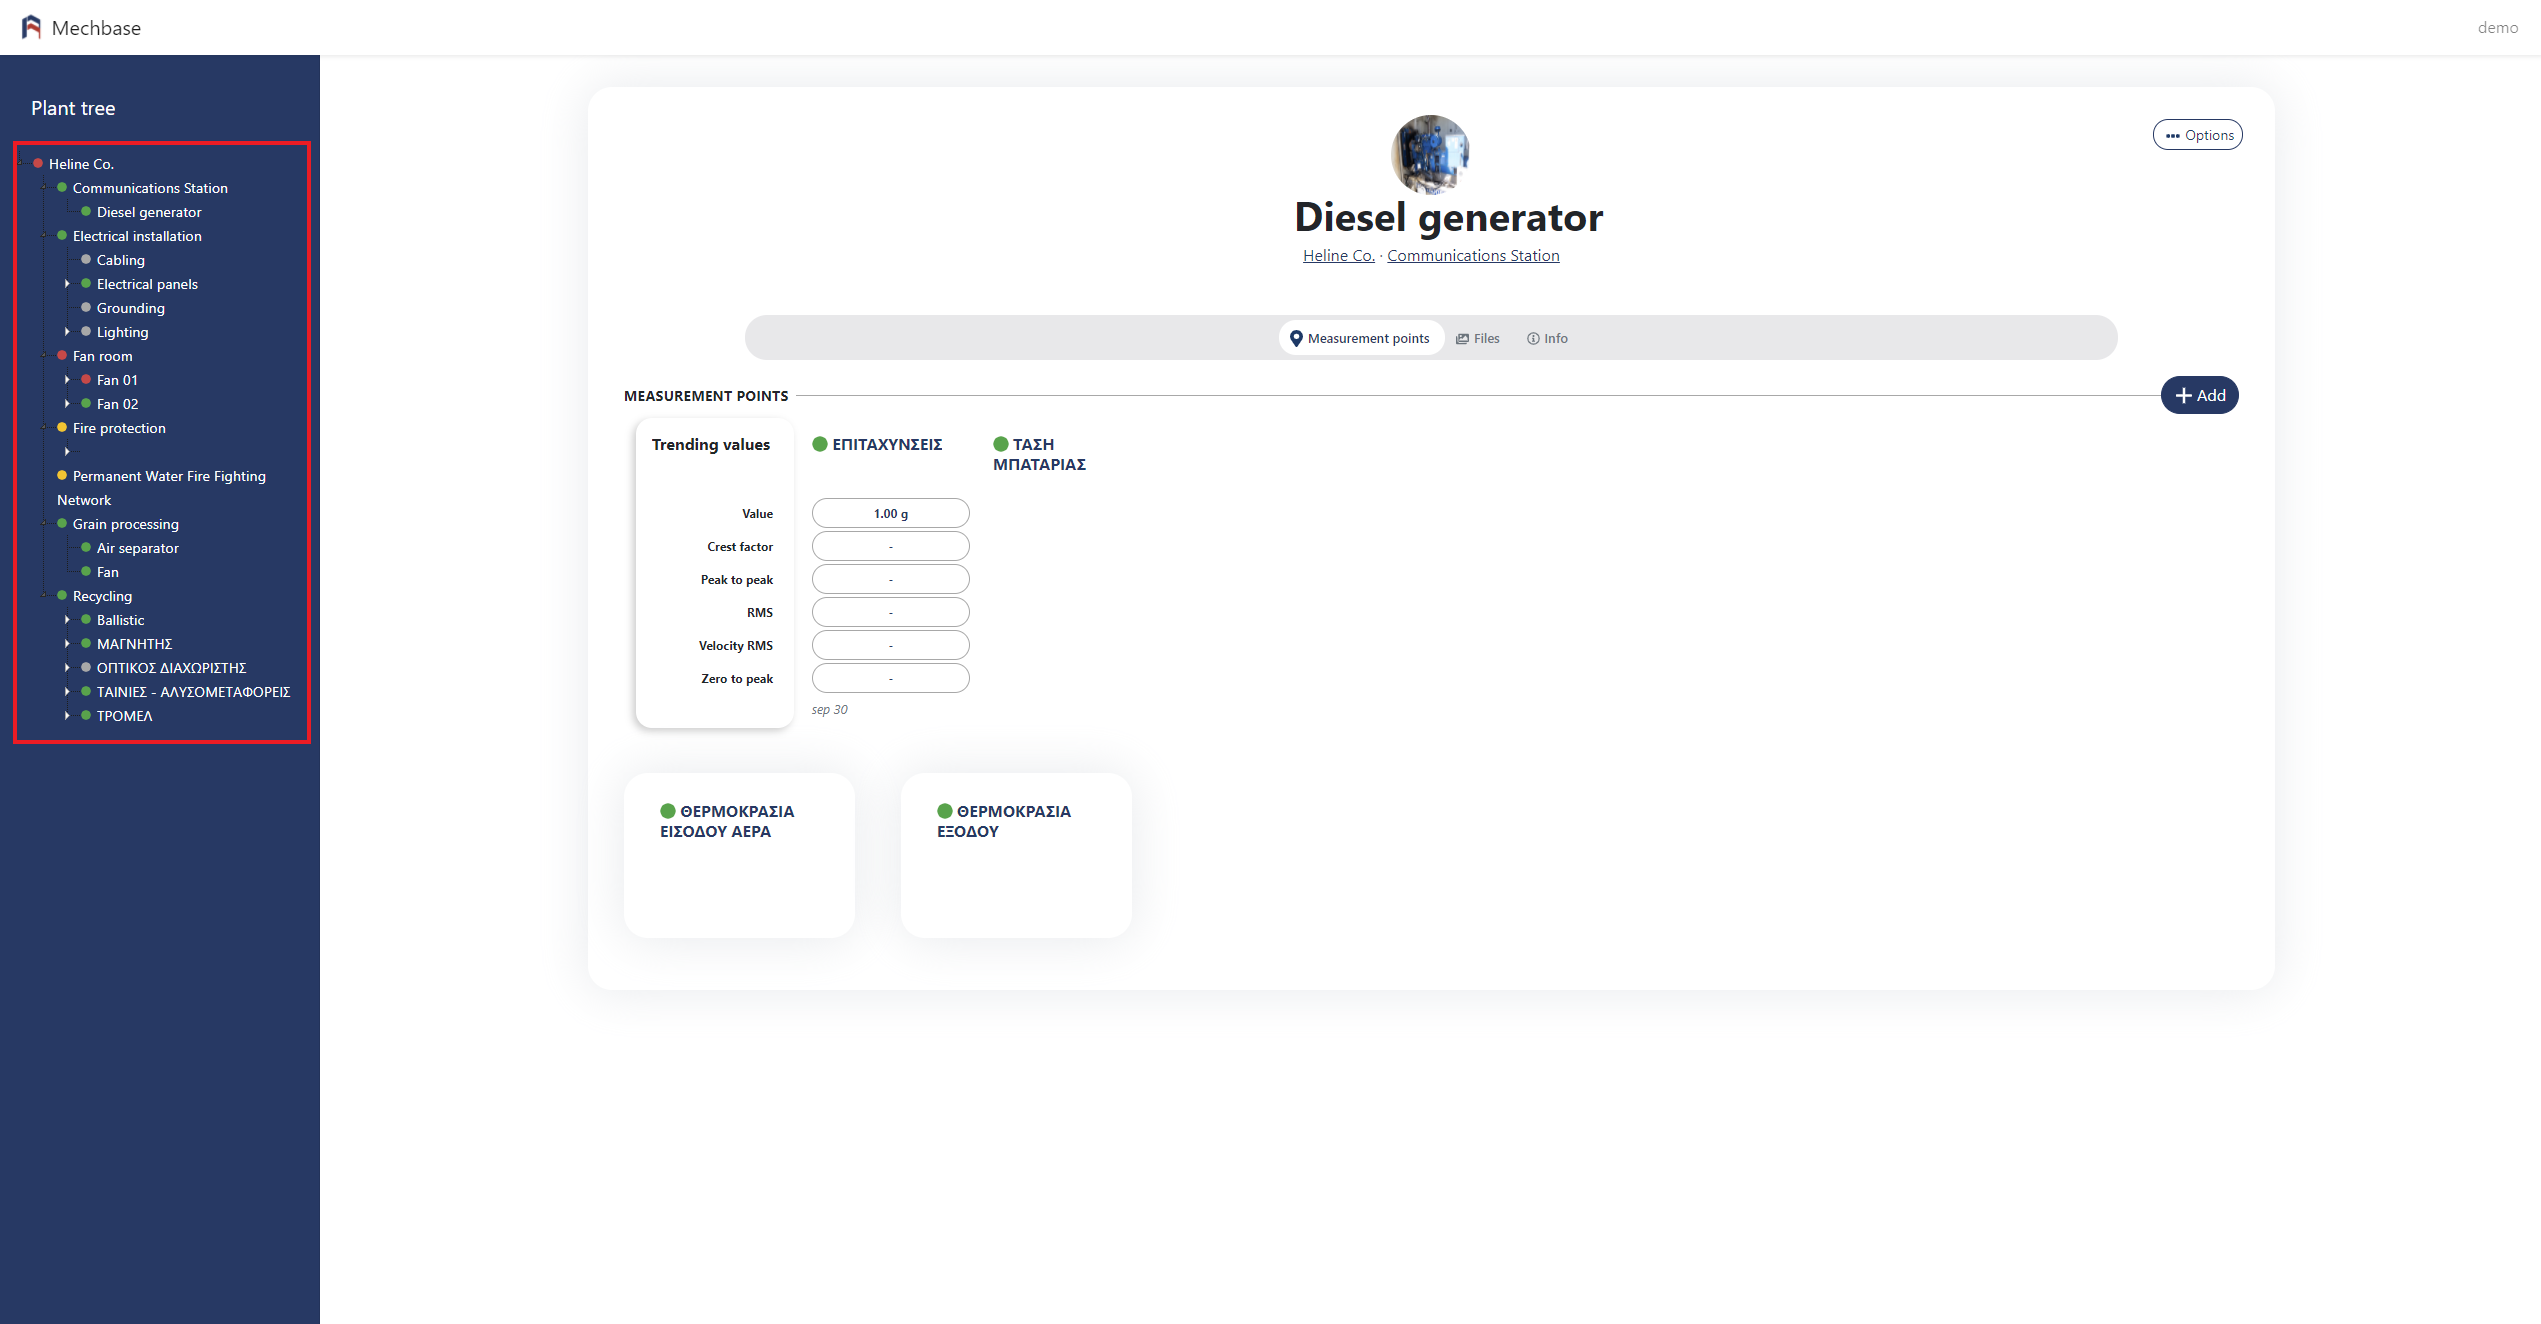 Mechbase
demo
Plant tree
Heline Co.
Communications Station
Diesel generator
Electrical installation
Cabling
Electrical panels
Grounding
Lighting
Fan room
Fan 01
Fan 02
Fire protection
Permanent Water Fire Fighting
Network
Grain processing
Air separator
Fan
Recycling
Ballistic
ΜΑΓΝΗΤΗΣ
ΟΠΤΙΚΟΣ ΔΙΑΧΩΡΙΣΤΗΣ
ΤΑΙΝΙΕΣ - ΑΛΥΣΟΜΕΤΑΦΟΡΕΙΣ
ΤΡΟΜΕΛ
Options
Diesel generator
Heline Co. · Communications Station
Measurement points Files Info
MEASUREMENT POINTS
Add
Trending values
ΕΠΙΤΑΧΥΝΣΕΙΣ
ΤΑΣΗ
ΜΠΑΤΑΡΙΑΣ
Value 1.00 g
Crest factor -
Peak to peak -
RMS -
Velocity RMS -
Zero to peak -
sep 30
ΘΕΡΜΟΚΡΑΣΙΑ
ΕΙΣΟΔΟΥ ΑΕΡΑ
ΘΕΡΜΟΚΡΑΣΙΑ
ΕΞΟΔΟΥ